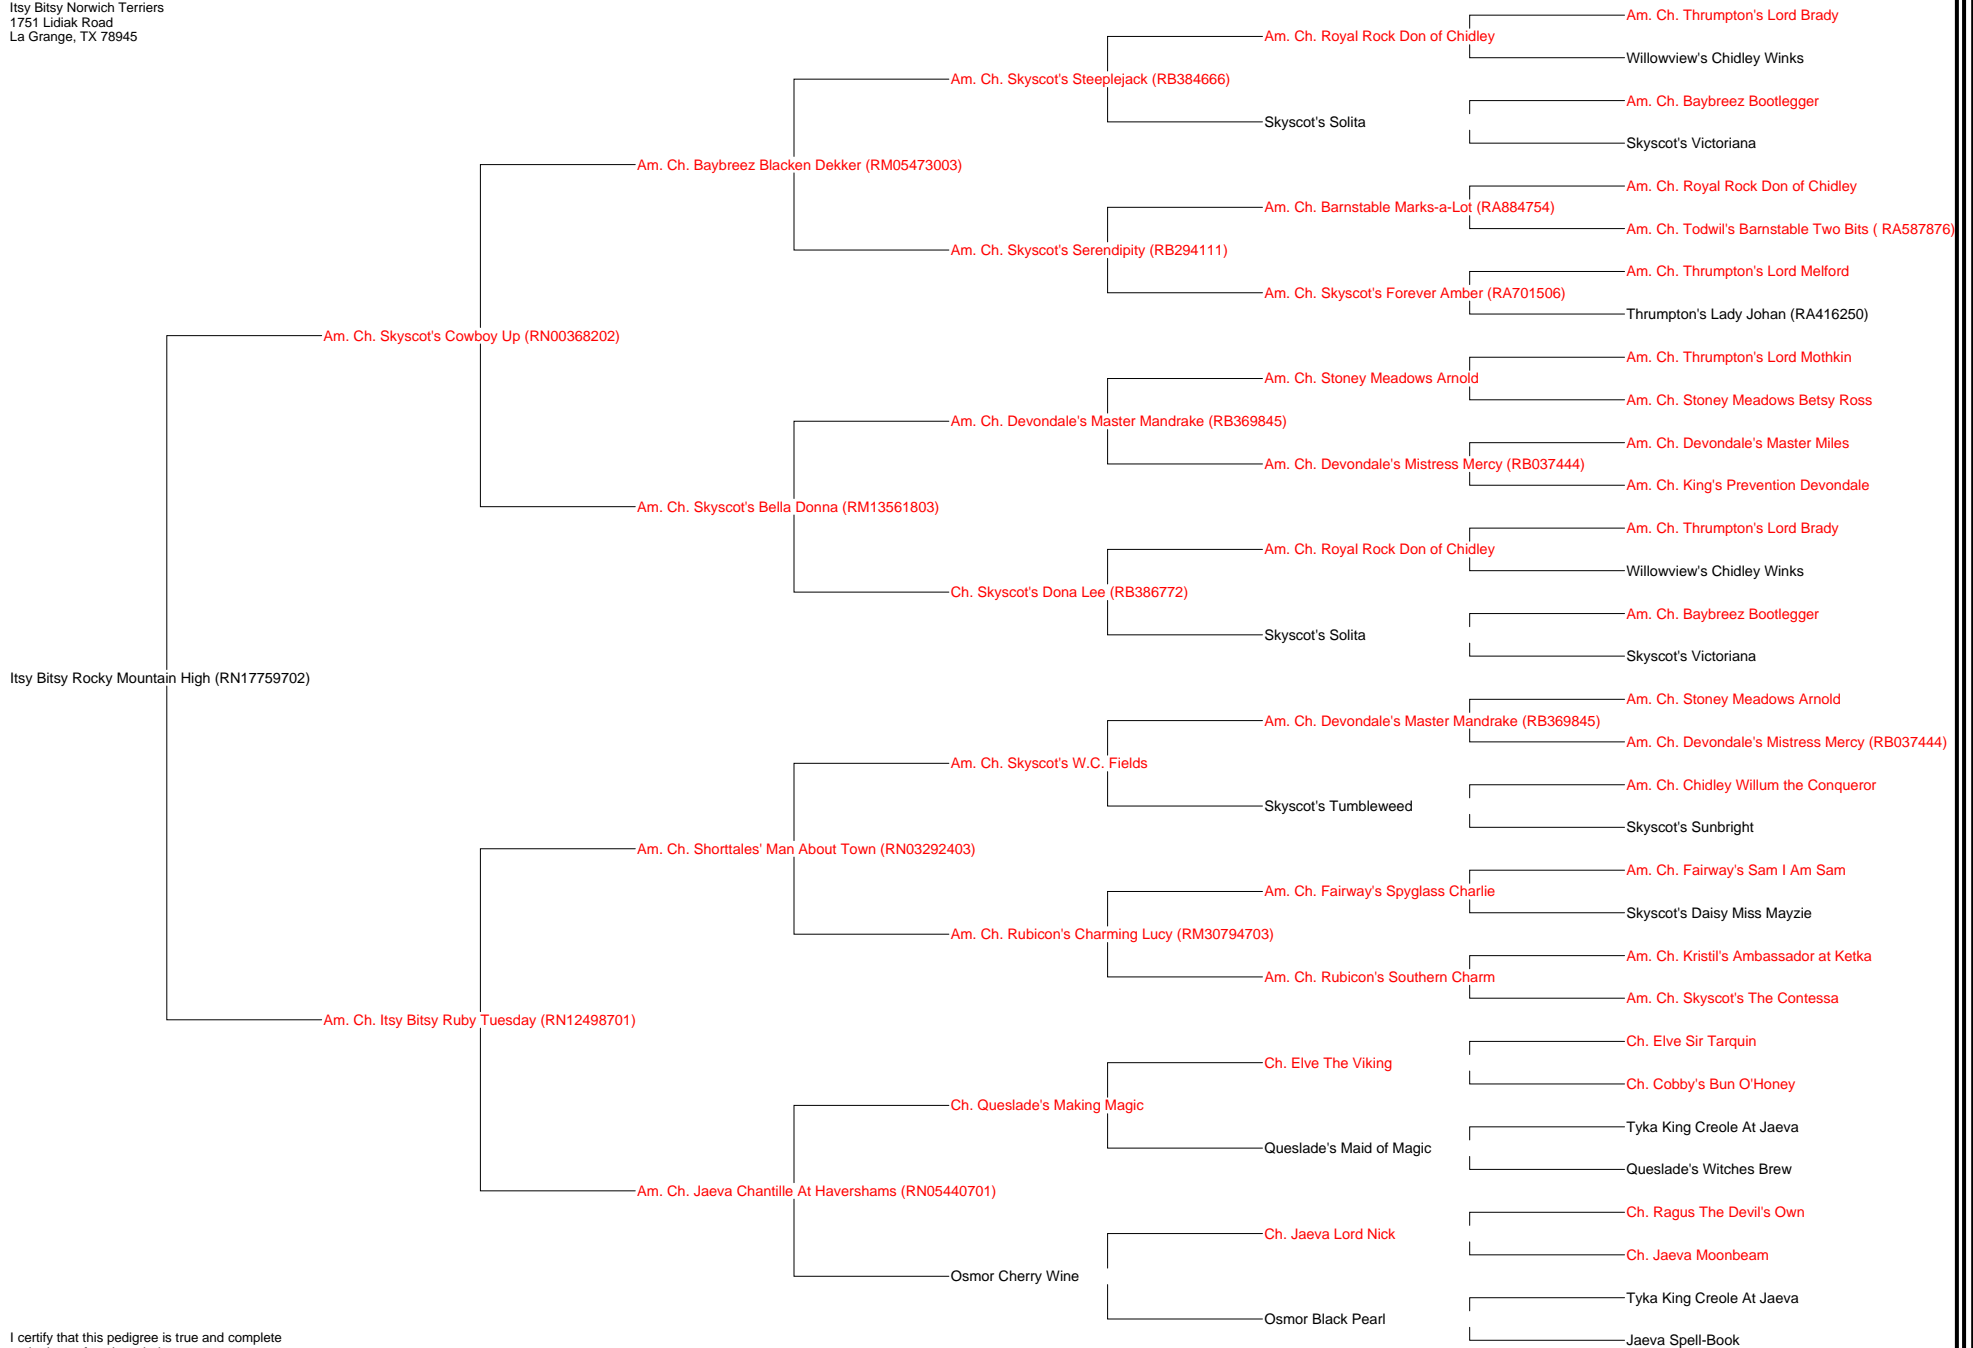 Itsy Bitsy Norwich Terriers
1751 Lidiak Road
La Grange, TX 78945
Am. Ch. Thrumpton's Lord Brady
Am. Ch. Royal Rock Don of Chidley
Willowview's Chidley Winks
Am. Ch. Skyscot's Steeplejack (RB384666)
Am. Ch. Baybreez Bootlegger
Skyscot's Solita
Skyscot's Victoriana
Am. Ch. Baybreez Blacken Dekker (RM05473003)
Am. Ch. Royal Rock Don of Chidley
Am. Ch. Barnstable Marks-a-Lot (RA884754)
Am. Ch. Todwil's Barnstable Two Bits ( RA587876)
Am. Ch. Skyscot's Serendipity (RB294111)
Am. Ch. Thrumpton's Lord Melford
Am. Ch. Skyscot's Forever Amber (RA701506)
Thrumpton's Lady Johan (RA416250)
Am. Ch. Skyscot's Cowboy Up (RN00368202)
Am. Ch. Thrumpton's Lord Mothkin
Am. Ch. Stoney Meadows Arnold
Am. Ch. Stoney Meadows Betsy Ross
Am. Ch. Devondale's Master Mandrake (RB369845)
Am. Ch. Devondale's Master Miles
Am. Ch. Devondale's Mistress Mercy (RB037444)
Am. Ch. King's Prevention Devondale
Am. Ch. Skyscot's Bella Donna (RM13561803)
Am. Ch. Thrumpton's Lord Brady
Am. Ch. Royal Rock Don of Chidley
Willowview's Chidley Winks
Ch. Skyscot's Dona Lee (RB386772)
Am. Ch. Baybreez Bootlegger
Skyscot's Solita
Skyscot's Victoriana
Itsy Bitsy Rocky Mountain High (RN17759702)
Am. Ch. Stoney Meadows Arnold
Am. Ch. Devondale's Master Mandrake (RB369845)
Am. Ch. Devondale's Mistress Mercy (RB037444)
Am. Ch. Skyscot's W.C. Fields
Am. Ch. Chidley Willum the Conqueror
Skyscot's Tumbleweed
Skyscot's Sunbright
Am. Ch. Shorttales' Man About Town (RN03292403)
Am. Ch. Fairway's Sam I Am Sam
Am. Ch. Fairway's Spyglass Charlie
Skyscot's Daisy Miss Mayzie
Am. Ch. Rubicon's Charming Lucy (RM30794703)
Am. Ch. Kristil's Ambassador at Ketka
Am. Ch. Rubicon's Southern Charm
Am. Ch. Skyscot's The Contessa
Am. Ch. Itsy Bitsy Ruby Tuesday (RN12498701)
Ch. Elve Sir Tarquin
Ch. Elve The Viking
Ch. Cobby's Bun O'Honey
Ch. Queslade's Making Magic
Tyka King Creole At Jaeva
Queslade's Maid of Magic
Queslade's Witches Brew
Am. Ch. Jaeva Chantille At Havershams (RN05440701)
Ch. Ragus The Devil's Own
Ch. Jaeva Lord Nick
Ch. Jaeva Moonbeam
Osmor Cherry Wine
Tyka King Creole At Jaeva
Osmor Black Pearl
Jaeva Spell-Book
I certify that this pedigree is true and complete